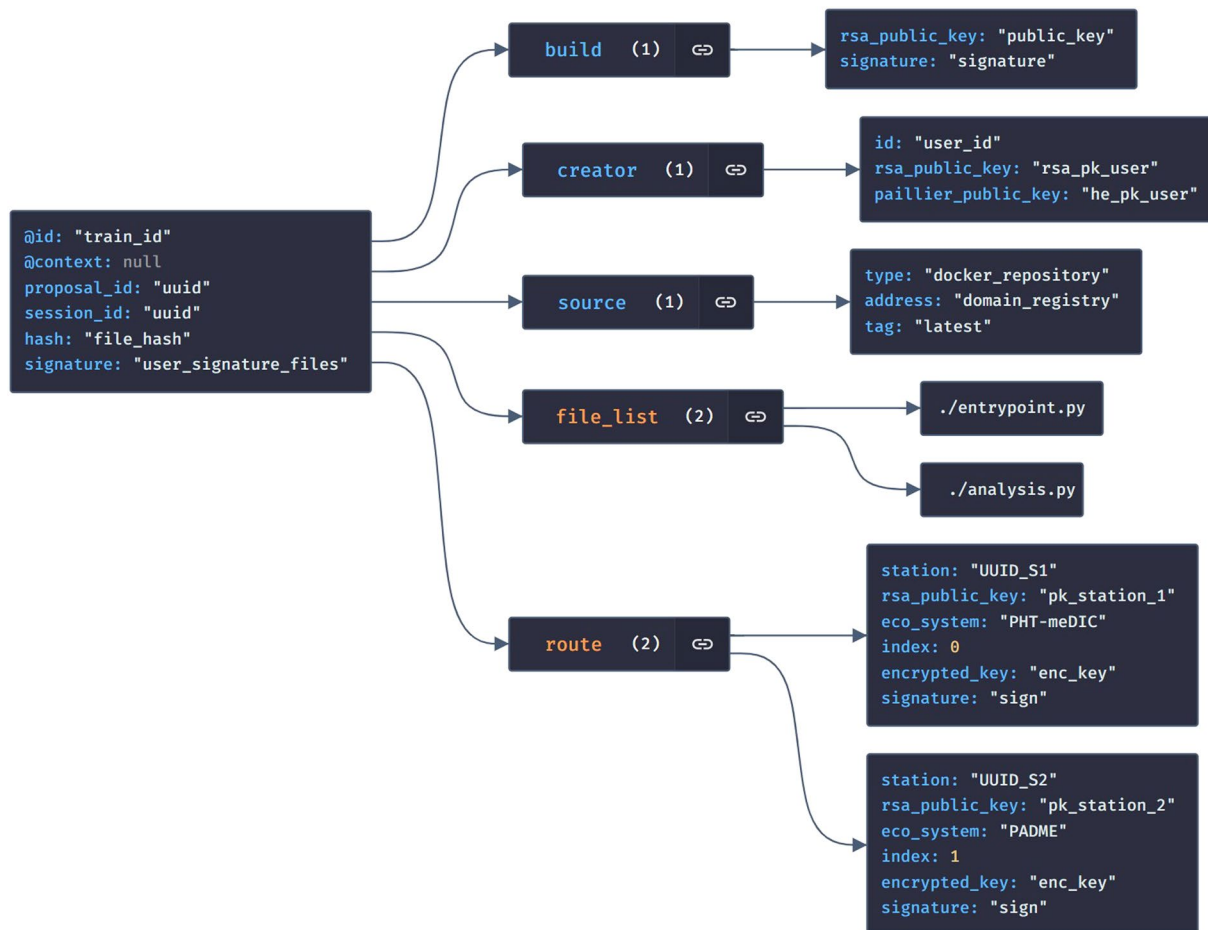 build (1)
rsa_public_key: "public_key"
signature: "signature"
creator (1)
id: "user_id"
rsa_public_key: "rsa_pk_user"
paillier_public_key: "he_pk_user"
@id: "train_id"
@context: null
proposal_id: "uuid"
session_id: "uuid"
hash: "file_hash"
signature: "user_signature_files"
source (1)
type: "docker_repository"
address: "domain_registry"
tag: "latest"
file_list (2)
./entrypoint.py
./analysis.py
route (2)
station: "UUID_S1"
rsa_public_key: "pk_station_1"
eco_system: "PHT-meDIC"
index: 0
encrypted_key: "enc_key"
signature: "sign"
station: "UUID_S2"
rsa_public_key: "pk_station_2"
eco_system: "PADME"
index: 1
encrypted_key: "enc_key"
signature: "sign"